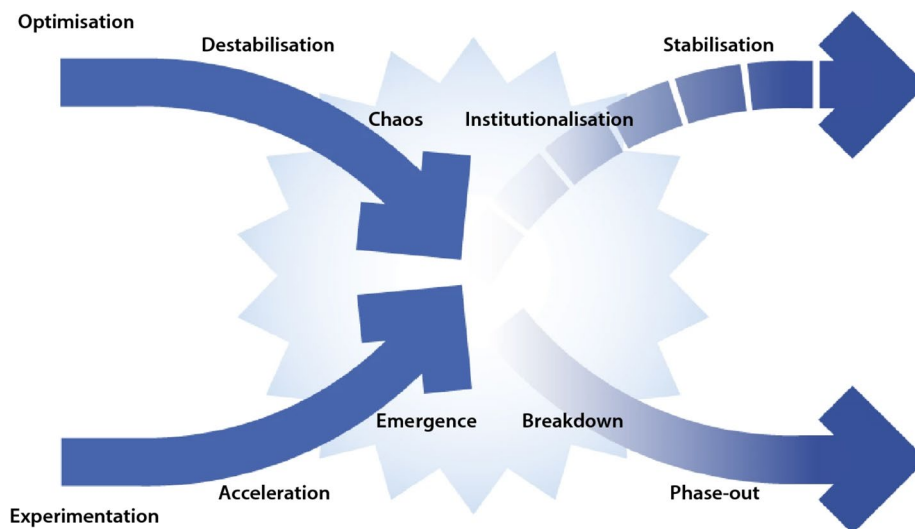 Optimisation
Destabilisation
Stabilisation
Chaos
Institutionalisation
Emergence
Breakdown
Acceleration
Phase-out
Experimentation